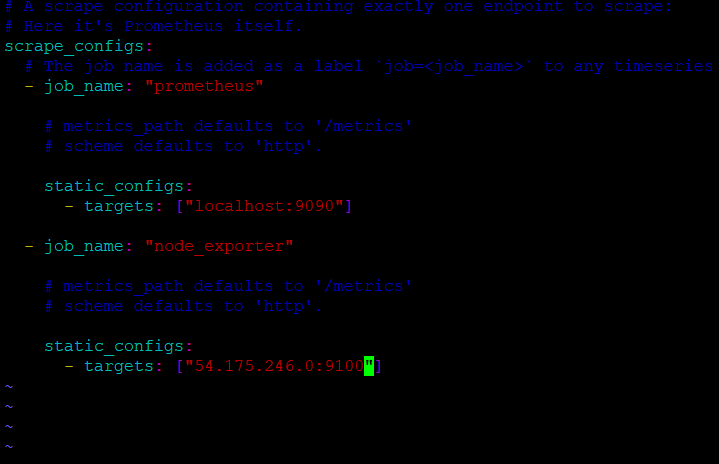 # A scrape configuration containing exactly one endpoint to scrape:
# Here it's Prometheus itself.
scrape_configs:
  # The job name is added as a label `job=<job_name>` to any timeseries
  - job_name: "prometheus"

    # metrics_path defaults to '/metrics'
    # scheme defaults to 'http'.

    static_configs:
      - targets: ["localhost:9090"]

  - job_name: "node_exporter"

    # metrics_path defaults to '/metrics'
    # scheme defaults to 'http'.

    static_configs:
      - targets: ["54.175.246.0:9100"]
~
~
~
~